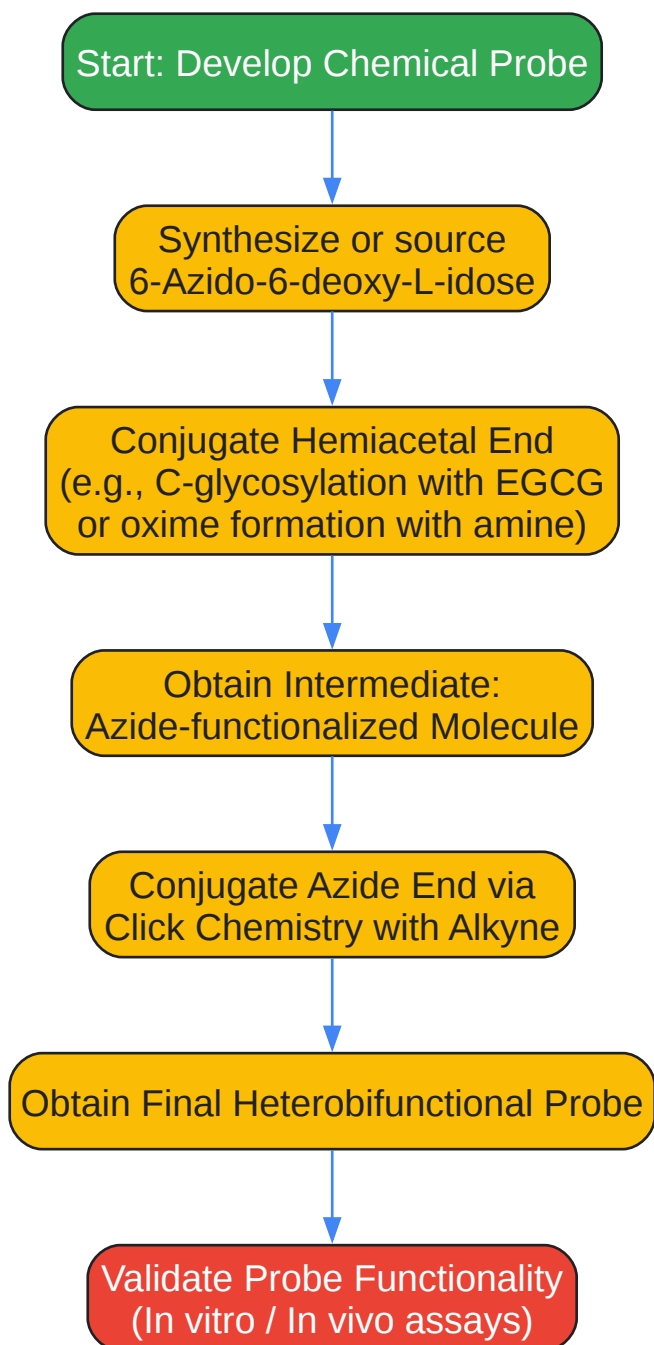 Start: Develop Chemical Probe
Synthesize or source
6-Azido-6-deoxy-L-idose
Conjugate Hemiacetal End
(e.g., C-glycosylation with EGCG
or oxime formation with amine)
Obtain Intermediate:
Azide-functionalized Molecule
Conjugate Azide End via
Click Chemistry with Alkyne
Obtain Final Heterobifunctional Probe
Validate Probe Functionality
(In vitro / In vivo assays)